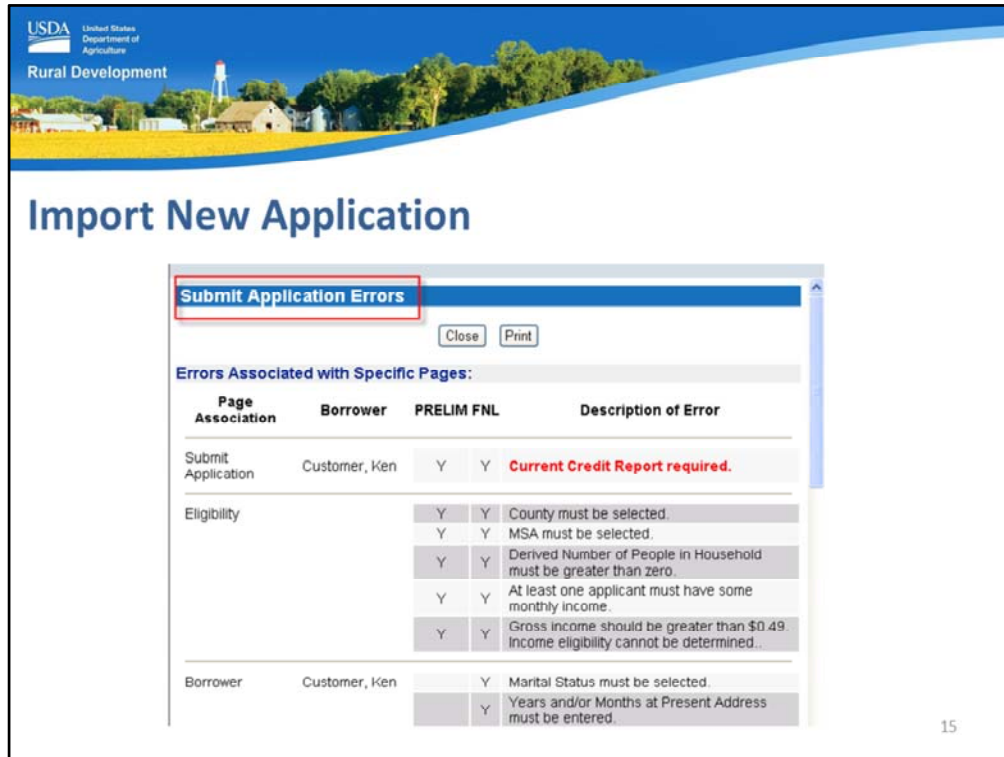 USDA
United States
Department of
Agriculture
Rural Development
Import New Application
Submit Application Errors
Close Print
Errors Associated with Specific Pages:
Page Association Borrower PRELIM FNL Description of Error
Submit Application Customer, Ken Y Y Current Credit Report required.
Eligibility Y Y County must be selected.
Y Y MSA must be selected.
Y Y Derived Number of People in Household
must be greater than zero.
Y Y At least one applicant must have some
monthly income.
Y Y Gross income should be greater than $0.49.
Income eligibility cannot be determined..
Borrower Customer, Ken Y Marital Status must be selected.
Y Years and/or Months at Present Address
must be entered.
15